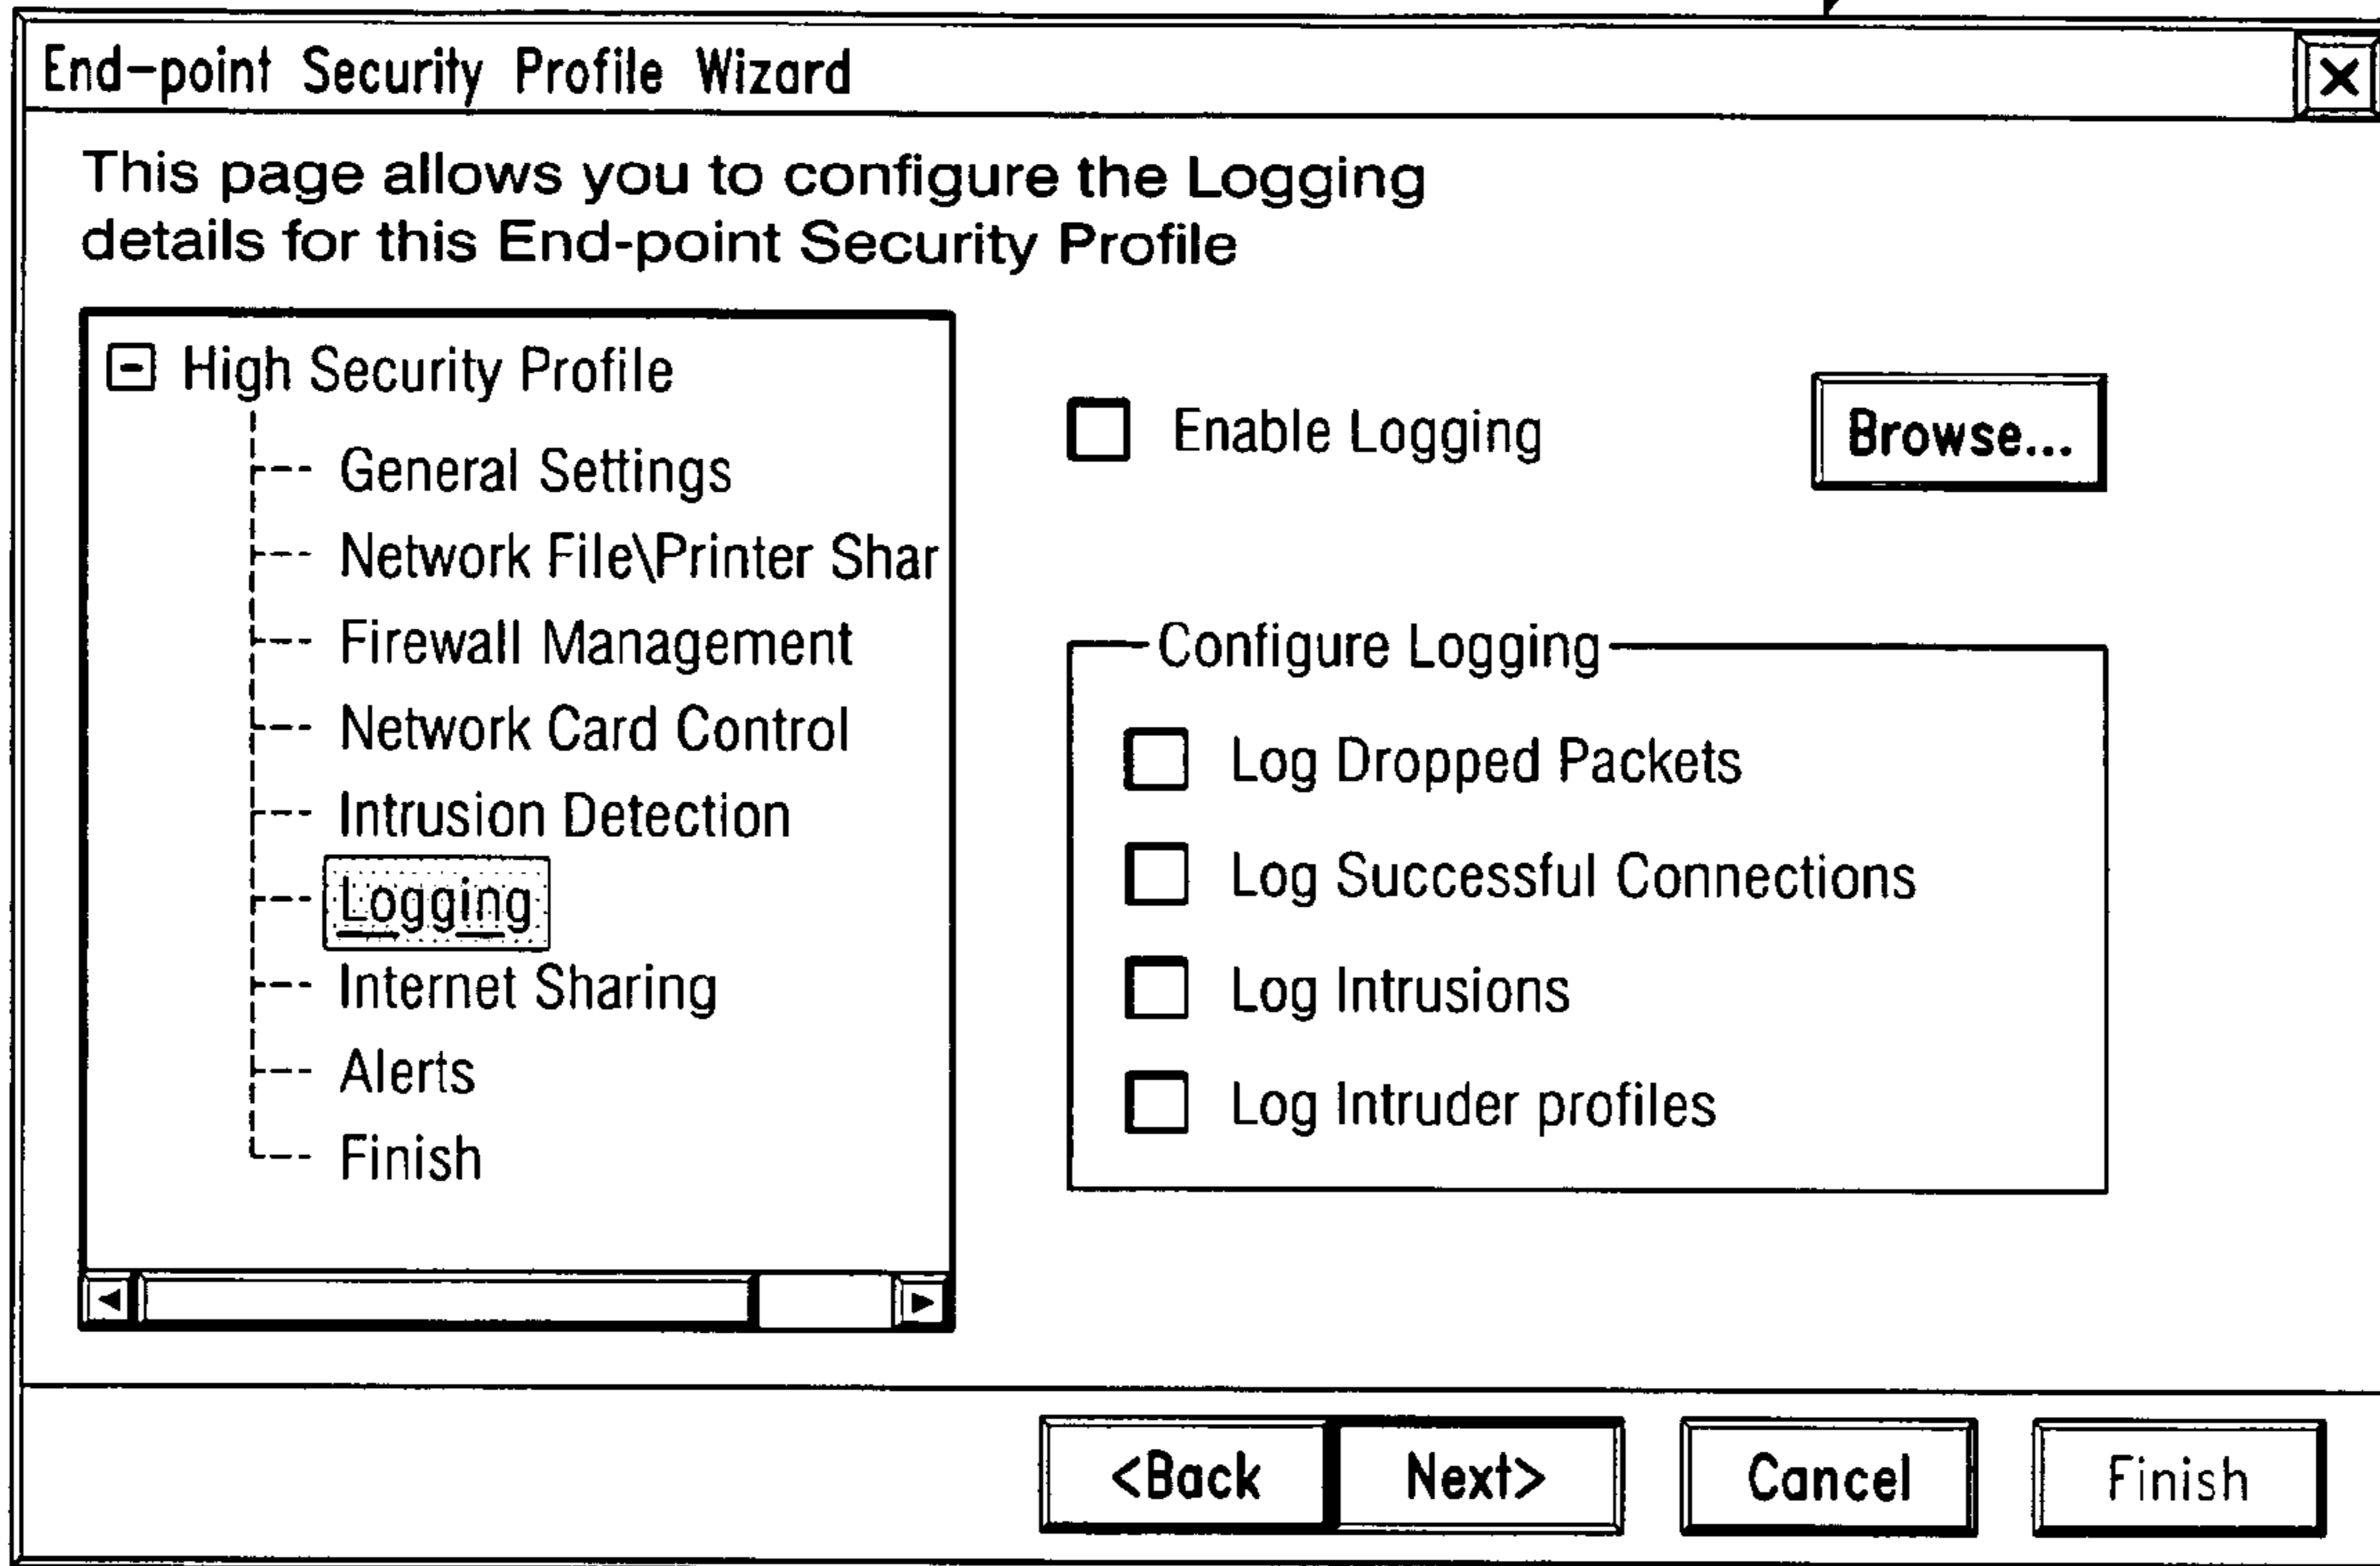 End-point Security Profile Wizard
This page allows you to configure the Logging
details for this End-point Security Profile
High Security Profile
General Settings
Network File\Printer Shar
Firewall Management
Network Card Control
Intrusion Detection
Logging
Internet Sharing
Alerts
Finish
Enable Logging
Browse...
Configure Logging
Log Dropped Packets
Log Successful Connections
Log Intrusions
Log Intruder profiles
<Back
Next>
Cancel
Finish